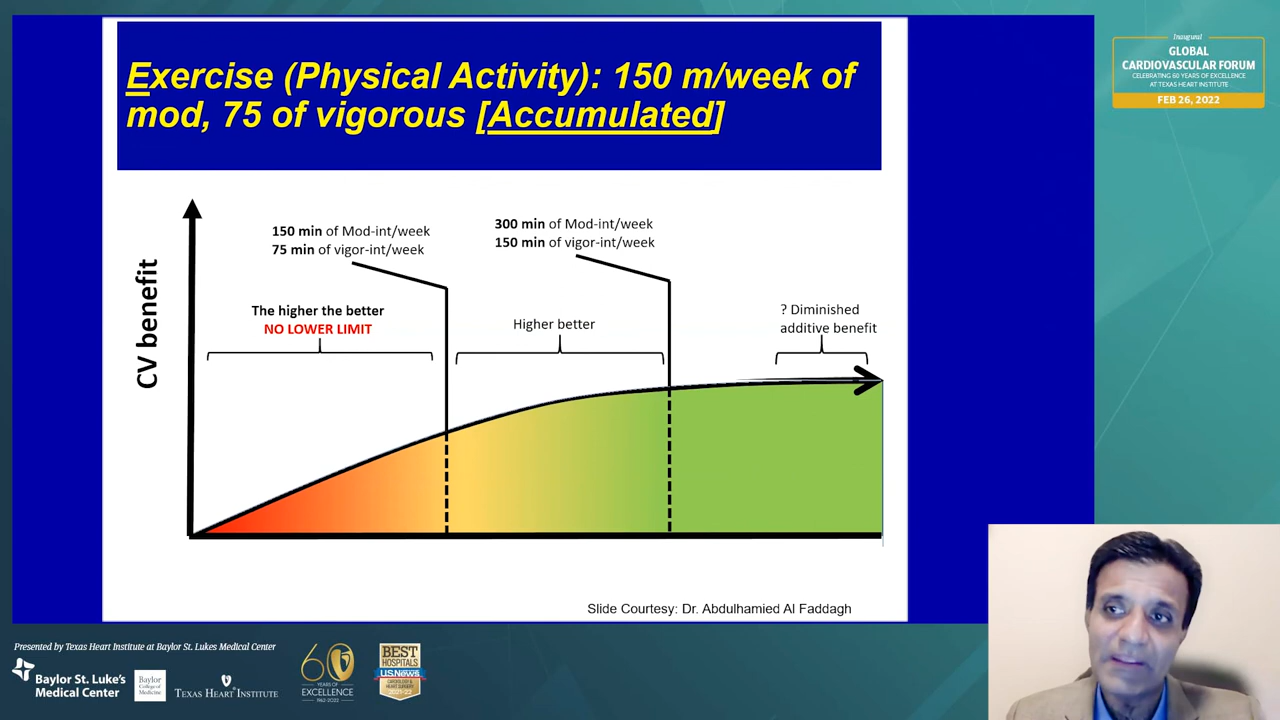 Exercise (Physical Activity): 150 m/week of
mod, 75 of vigorous [Accumulated]
150 min of Mod-int/week
75 min of vigor-int/week
300 min of Mod-int/week
150 min of vigor-int/week
The higher the better
NO LOWER LIMIT
Higher better
? Diminished
additive benefit
CV benefit
Slide Courtesy: Dr. Abdulhamied Al Faddagh
Inaugural
GLOBAL
CARDIOVASCULAR FORUM
CELEBRATING 60 YEARS OF EXCELLENCE
AT TEXAS HEART INSTITUTE
FEB 26, 2022
Presented by Texas Heart Institute at Baylor St. Lukes Medical Center
Baylor St. Luke's
Medical Center
Baylor
College of
Medicine
TEXAS HEART INSTITUTE
60
YEARS OF
EXCELLENCE
1962-2022
BEST
HOSPITALS
U.S.News